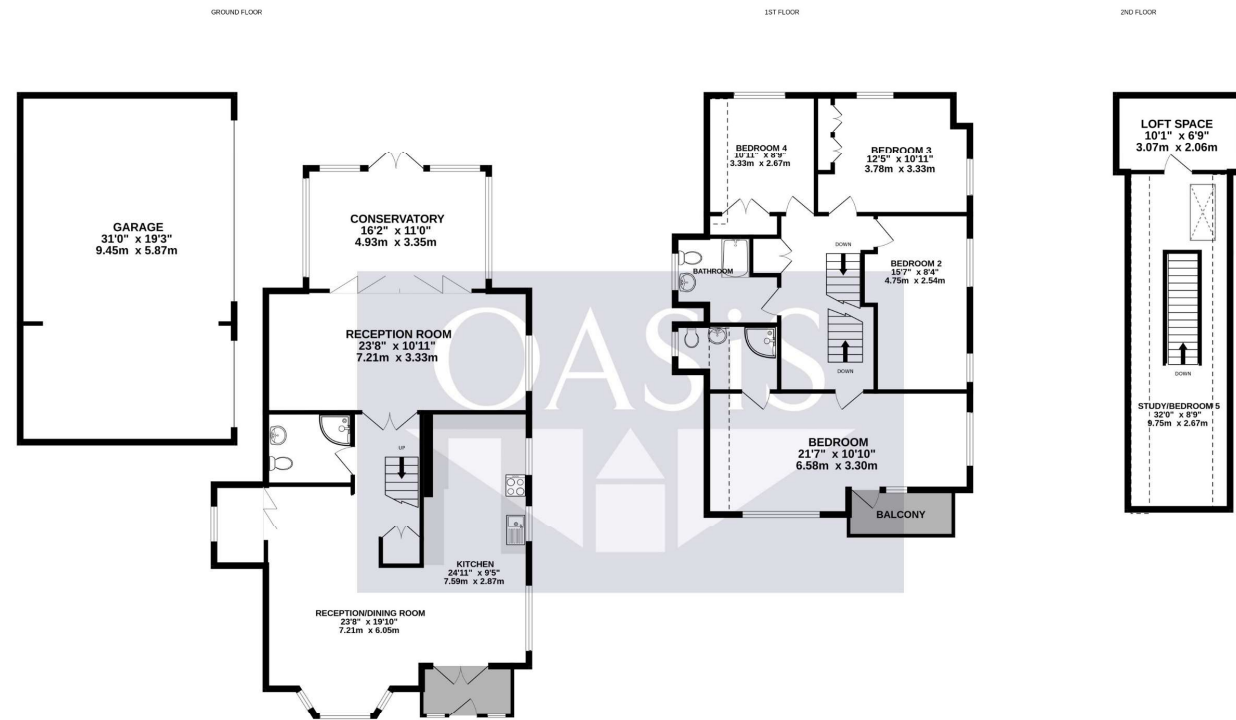 GROUND FLOOR
1ST FLOOR
2ND FLOOR
GARAGE
31'0" x 19'3"
9.45m x 5.87m
CONSERVATORY
16'2" x 11'0"
4.93m x 3.35m
RECEPTION ROOM
23'8" x 10'11"
7.21m x 3.33m
UP
KITCHEN
24'11" x 9'5"
7.59m x 2.87m
RECEPTION/DINING ROOM
23'8" x 19'10"
7.21m x 6.05m
BEDROOM 4
10'11" x 8'9"
3.33m x 2.67m
BEDROOM 3
12'5" x 10'11"
3.78m x 3.33m
DOWN
BEDROOM 2
15'7" x 8'4"
4.75m x 2.54m
BATHROOM
DOWN
BEDROOM
21'7" x 10'10"
6.58m x 3.30m
BALCONY
LOFT SPACE
10'1" x 6'9"
3.07m x 2.06m
DOWN
STUDY/BEDROOM 5
32'0" x 8'9"
9.75m x 2.67m
OASiS